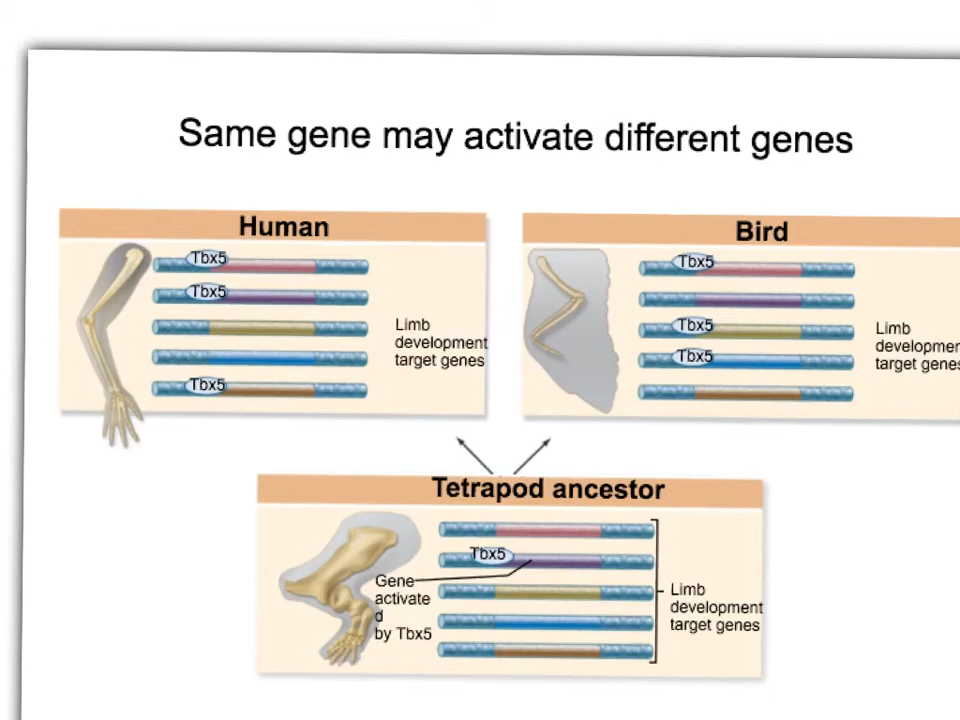 Same gene may activate different genes
Human
Tbx5
Tbx5
Tbx5
Limb
development
target genes
Bird
Tbx5
Tbx5
Tbx5
Limb
developmen
target genes
Tetrapod ancestor
Tbx5
Gene
activate
d
by Tbx5
Limb
development
target genes